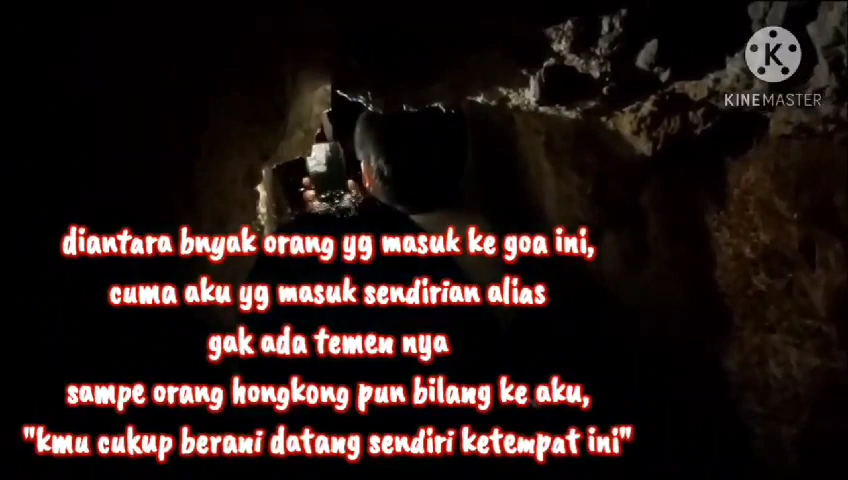 KINEMASTER
diantara bnyak orang yg masuk ke goa ini,
cuma aku yg masuk sendirian alias
gak ada temen nya
sampe orang hongkong pun bilang ke aku,
"kmu cukup berani datang sendiri ketempat ini"